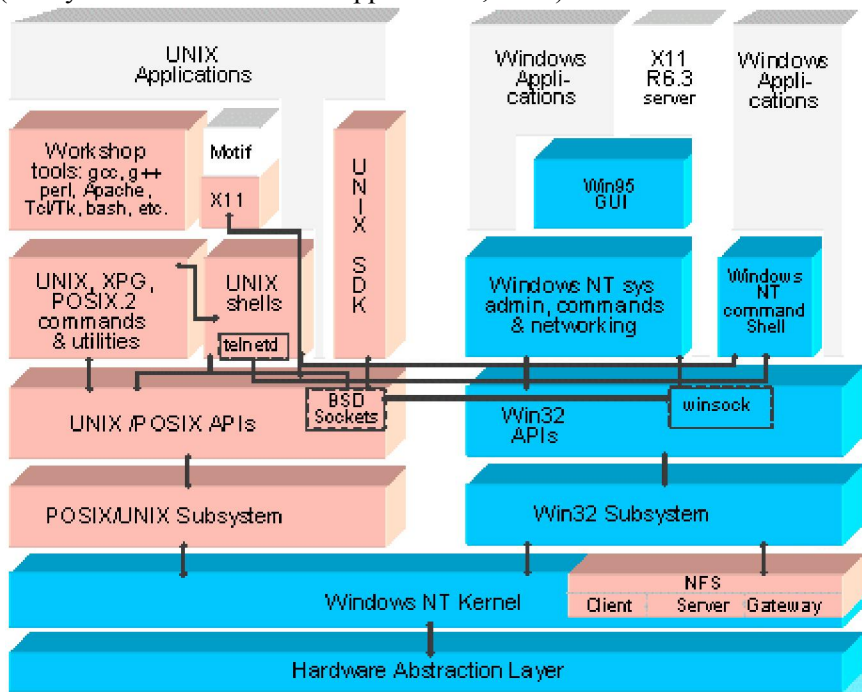 UNIX
Applications
Windows
Appli-
cations
X11
R6.3
server
Windows
Appli-
cations
Workshop
tools: gcc, g++
perl, Apache,
Tcl/Tk, bash, etc.
Motif
X11
UNIX SDK
Win95
GUI
UNIX, XPG,
POSIX.2
commands
& utilities
UNIX
shells
telnetd
Windows NT sys
admin, commands
& networking
Windows
NT
command
Shell
UNIX /POSIX APIs
BSD
Sockets
Win32
APIs
winsock
POSIX/UNIX Subsystem
Win32 Subsystem
Windows NT Kernel
NFS
Client Server Gateway
Hardware Abstraction Layer